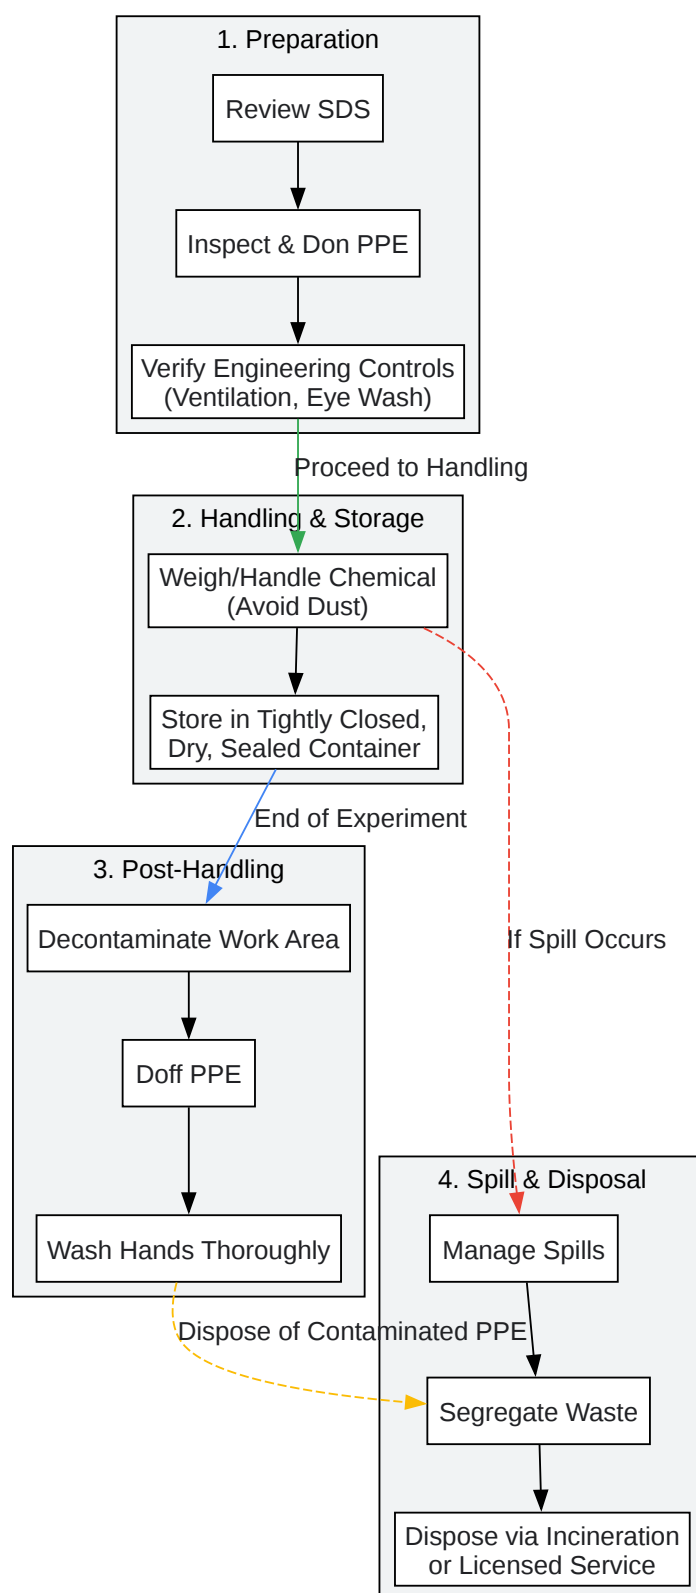 1. Preparation
Review SDS
Inspect & Don PPE
Verify Engineering Controls
(Ventilation, Eye Wash)
Proceed to Handling
2. Handling & Storage
Weigh/Handle Chemical
(Avoid Dust)
Store in Tightly Closed,
Dry, Sealed Container
End of Experiment
3. Post-Handling
Decontaminate Work Area
If Spill Occurs
Doff PPE
4. Spill & Disposal
Wash Hands Thoroughly
Manage Spills
Dispose of Contaminated PPE
Segregate Waste
Dispose via Incineration
or Licensed Service